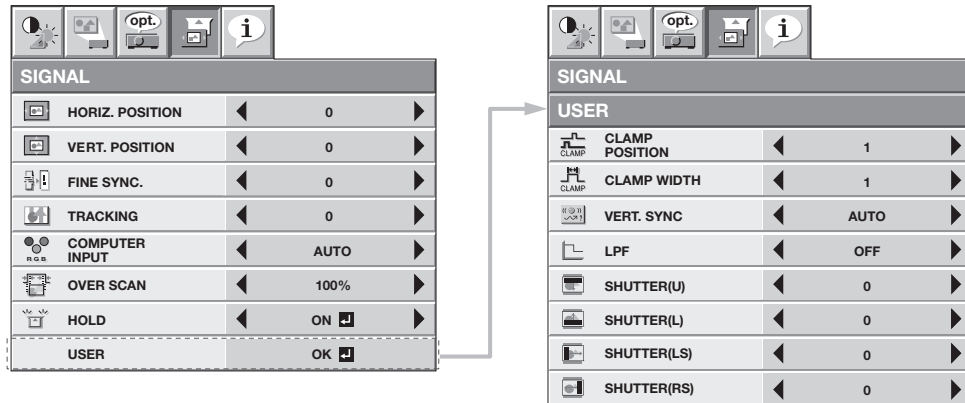 opt.
i
SIGNAL
HORIZ. POSITION 0
VERT. POSITION 0
FINE SYNC. 0
TRACKING 0
R.G.B. COMPUTER INPUT AUTO
OVER SCAN 100%
HOLD ON
USER OK
opt.
i
SIGNAL
USER
CLAMP CLAMP POSITION 1
CLAMP CLAMP WIDTH 1
VERT. SYNC AUTO
LPF OFF
SHUTTER(U) 0
SHUTTER(L) 0
SHUTTER(LS) 0
SHUTTER(RS) 0